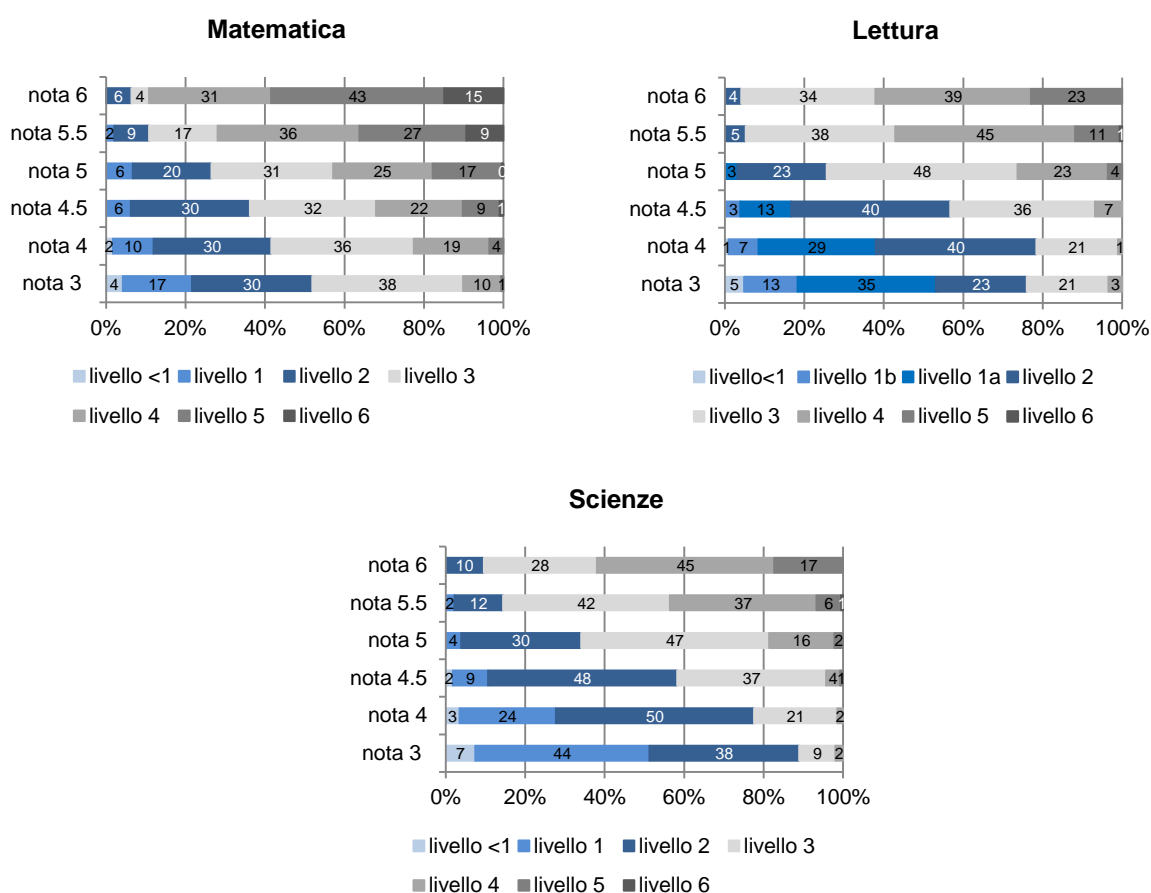 Matematica
nota 6 6 4 31 43 15
nota 5.5 2 9 17 36 27 9
nota 5 6 20 31 25 17 0
nota 4.5 6 30 32 22 9 1
nota 4 2 10 30 36 19 4
nota 3 4 17 30 38 10 1
0% 20% 40% 60% 80% 100%
livello <1 livello 1 livello 2 livello 3
livello 4 livello 5 livello 6
Lettura
nota 6 4 34 39 23
nota 5.5 5 38 45 11 1
nota 5 3 23 48 23 4
nota 4.5 3 13 40 36 7
nota 4 1 7 29 40 21 1
nota 3 5 13 35 23 21 3
0% 20% 40% 60% 80% 100%
livello<1 livello 1b livello 1a livello 2
livello 3 livello 4 livello 5 livello 6
Scienze
nota 6 10 28 45 17
nota 5.5 2 12 42 37 6 1
nota 5 4 30 47 16 2
nota 4.5 2 9 48 37 4 1
nota 4 3 24 50 21 2
nota 3 7 44 38 9 2
0% 20% 40% 60% 80% 100%
livello <1 livello 1 livello 2 livello 3
livello 4 livello 5 livello 6